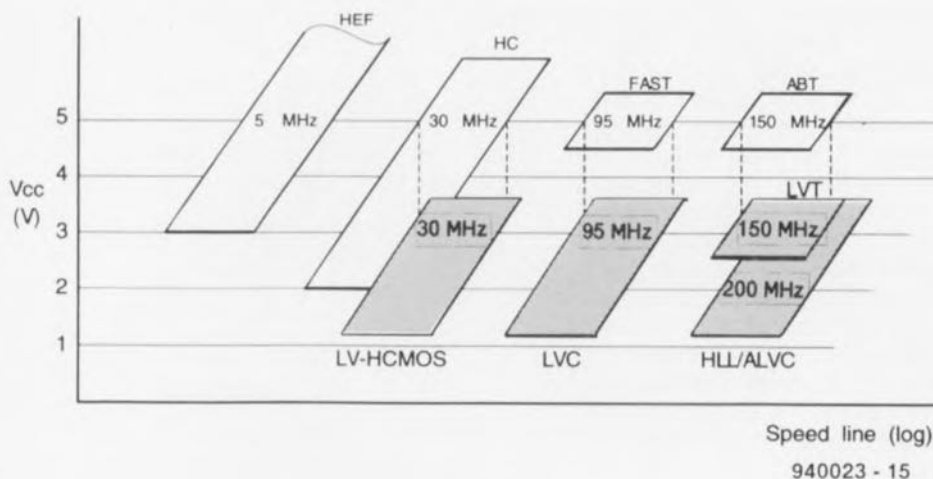 HEF
HC
FAST
ABT
5
5 MHz
30 MHz
95 MHz
150 MHz
4
Vcc
(V)
LVT
3
30 MHz
95 MHz
150 MHz
2
200 MHz
1
LV-HCMOS
LVC
HLL/ALVC
Speed line (log)
940023 - 15